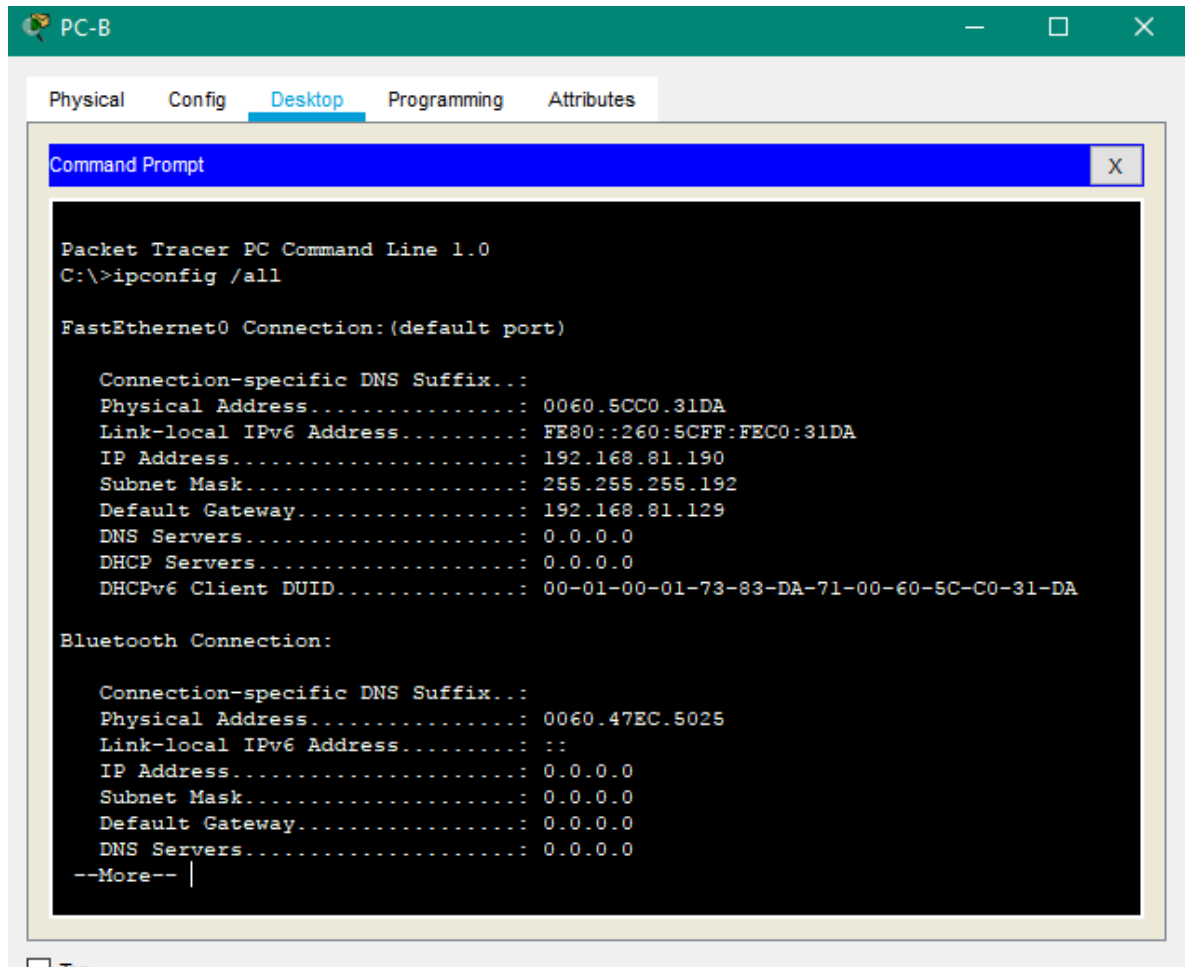 PC-B
Physical Config Desktop Programming Attributes
Command Prompt
X
Packet Tracer PC Command Line 1.0
C:\>ipconfig /all
FastEthernet0 Connection:(default port)
Connection-specific DNS Suffix..:
Physical Address................: 0060.5CC0.31DA
Link-local IPv6 Address.........: FE80::260:5CFF:FEC0:31DA
IP Address......................: 192.168.81.190
Subnet Mask.....................: 255.255.255.192
Default Gateway.................: 192.168.81.129
DNS Servers.....................: 0.0.0.0
DHCP Servers....................: 0.0.0.0
DHCPv6 Client DUID..............: 00-01-00-01-73-83-DA-71-00-60-5C-C0-31-DA
Bluetooth Connection:
Connection-specific DNS Suffix..:
Physical Address................: 0060.47EC.5025
Link-local IPv6 Address.........: ::
IP Address......................: 0.0.0.0
Subnet Mask.....................: 0.0.0.0
Default Gateway.................: 0.0.0.0
DNS Servers.....................: 0.0.0.0
--More--